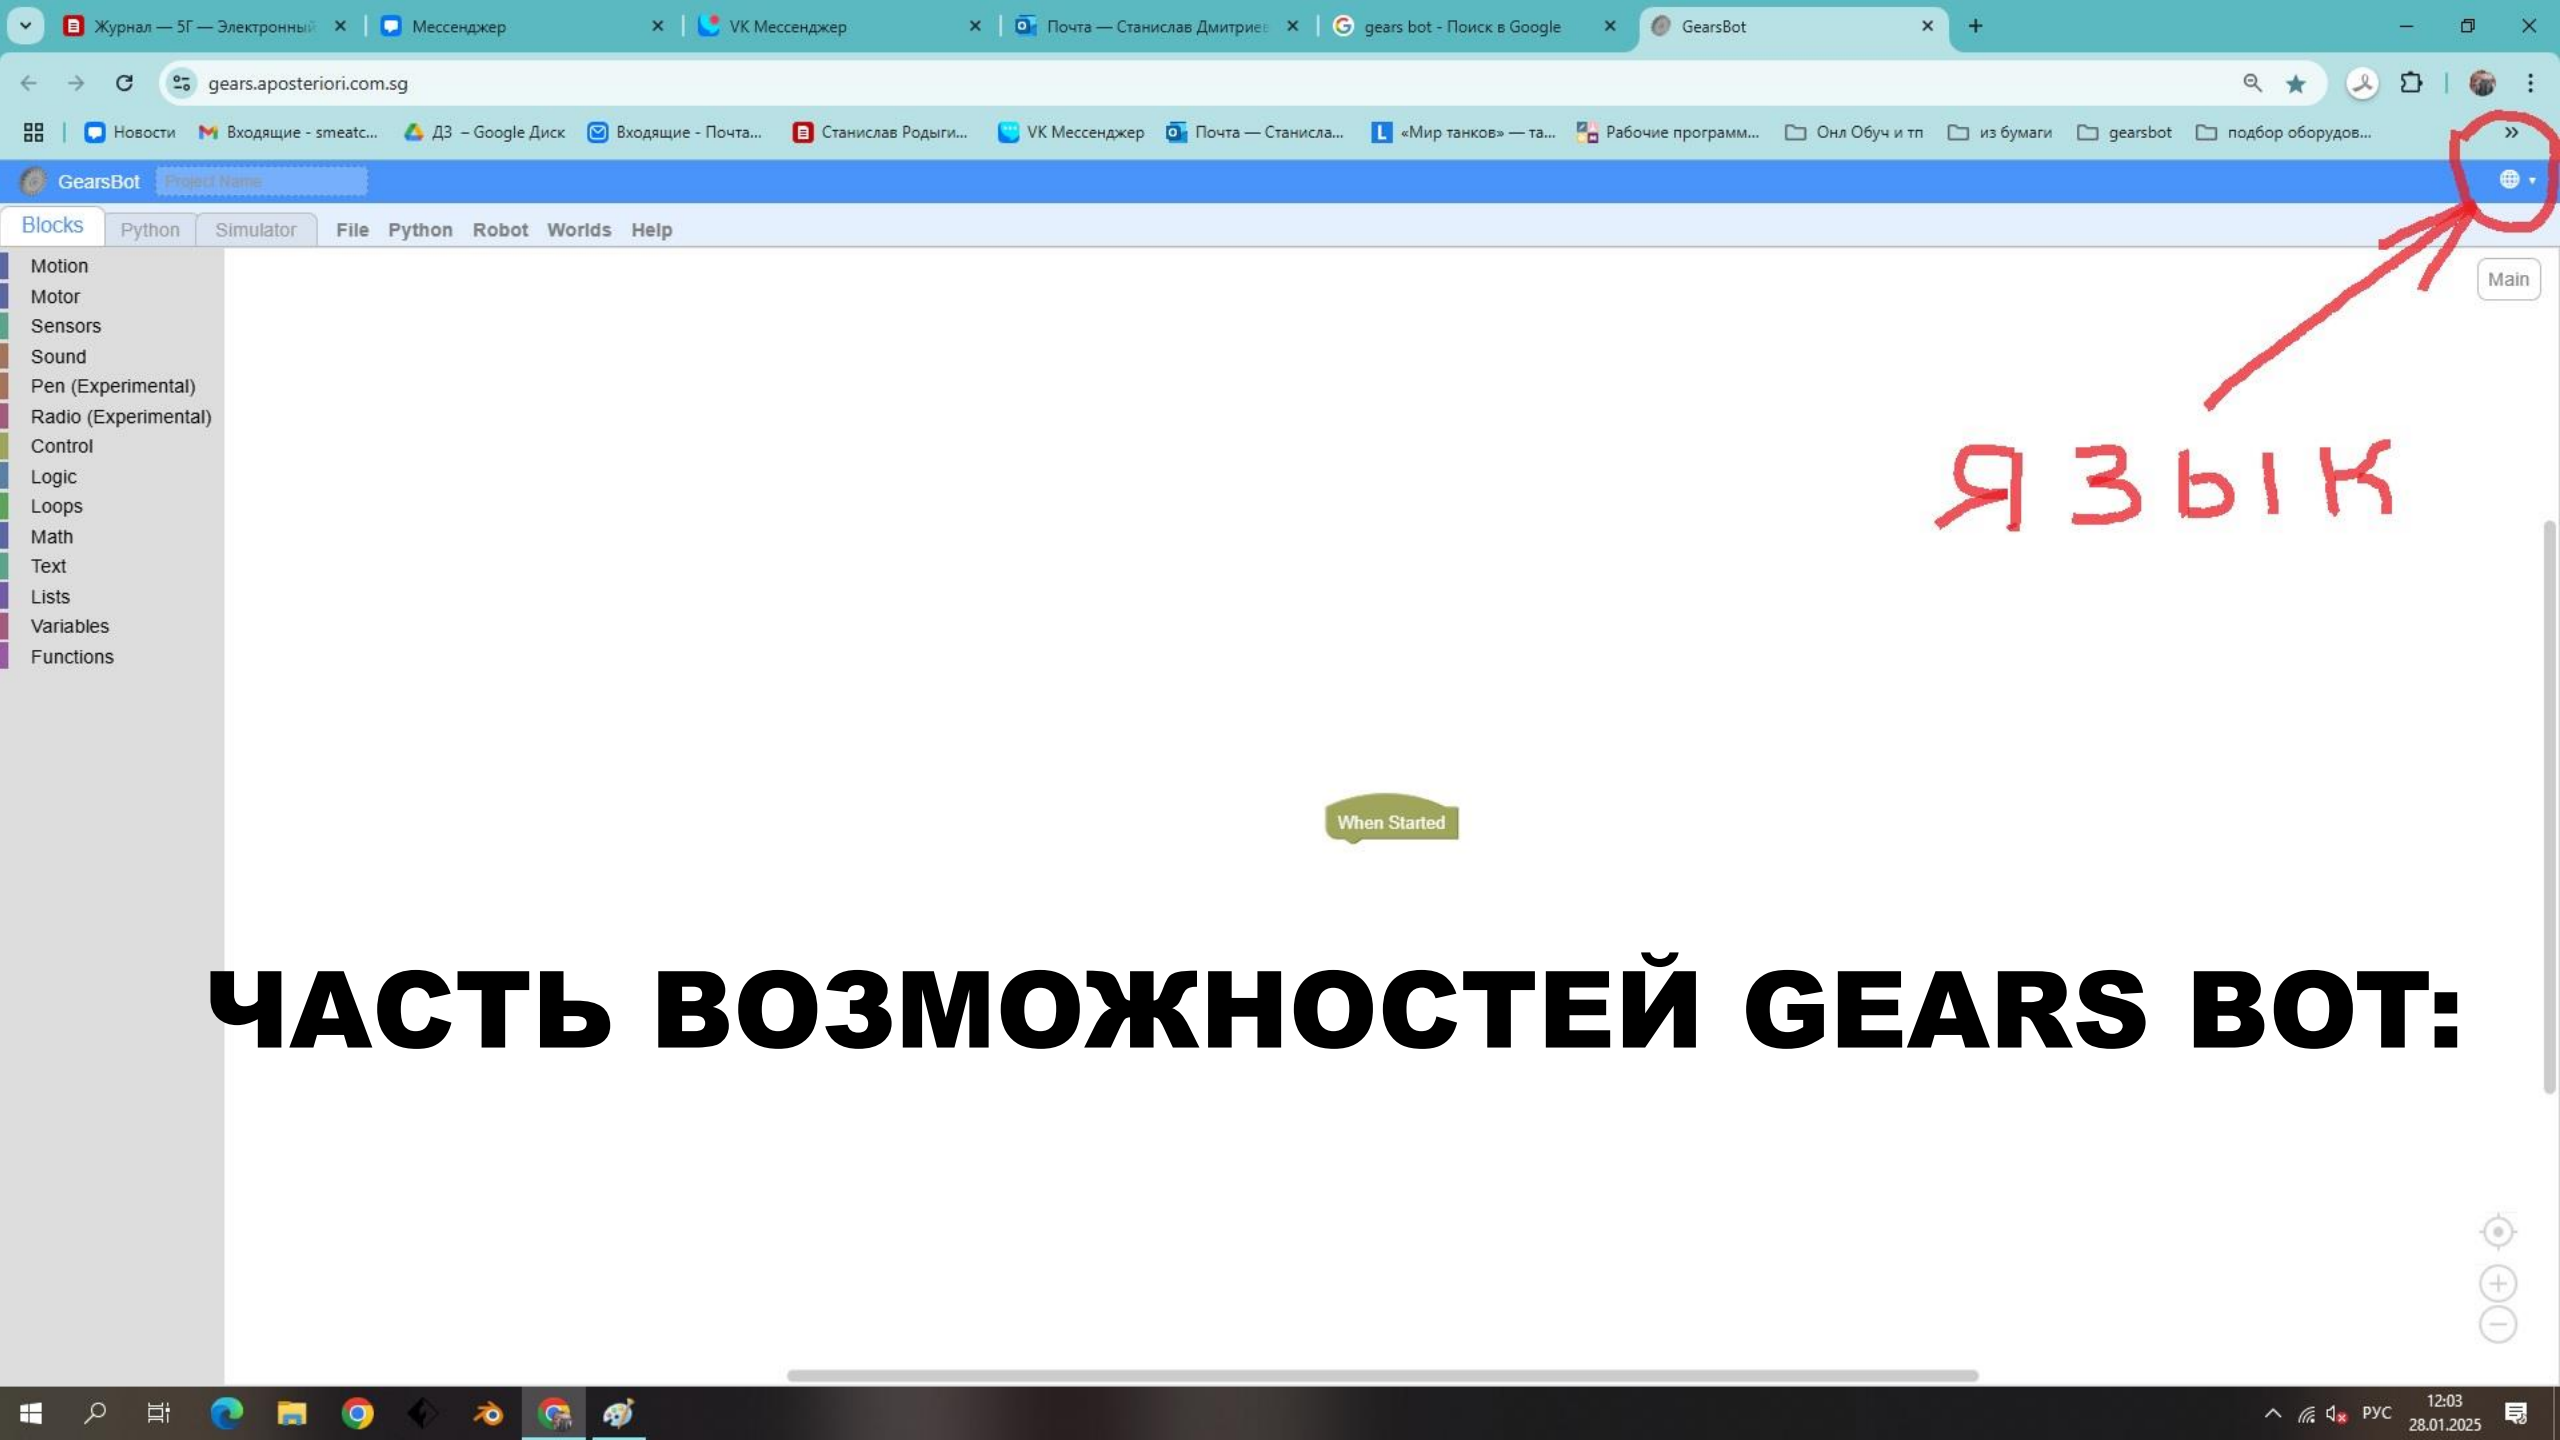 Журнал — 5Г — Электронный
Мессенджер
VK Мессенджер
Почта — Станислав Дмитриев
gears bot - Поиск в Google
GearsBot
gears.aposteriori.com.sg
Новости
Входящие - smeatc...
ДЗ – Google Диск
Входящие - Почта...
Станислав Родыги...
VK Мессенджер
Почта — Станисла...
«Мир танков» — та...
Рабочие программ...
Онл Обуч и тп
из бумаги
gearsbot
подбор оборудов...
»
GearsBot
Project Name
Blocks
Python
Simulator
File
Python
Robot
Worlds
Help
Main
Motion
Motor
Sensors
Sound
Pen (Experimental)
Radio (Experimental)
Control
Logic
Loops
Math
Text
Lists
Variables
Functions
ЯЗЫК
When Started
ЧАСТЬ ВОЗМОЖНОСТЕЙ GEARS BOT:
РУС
12:03
28.01.2025